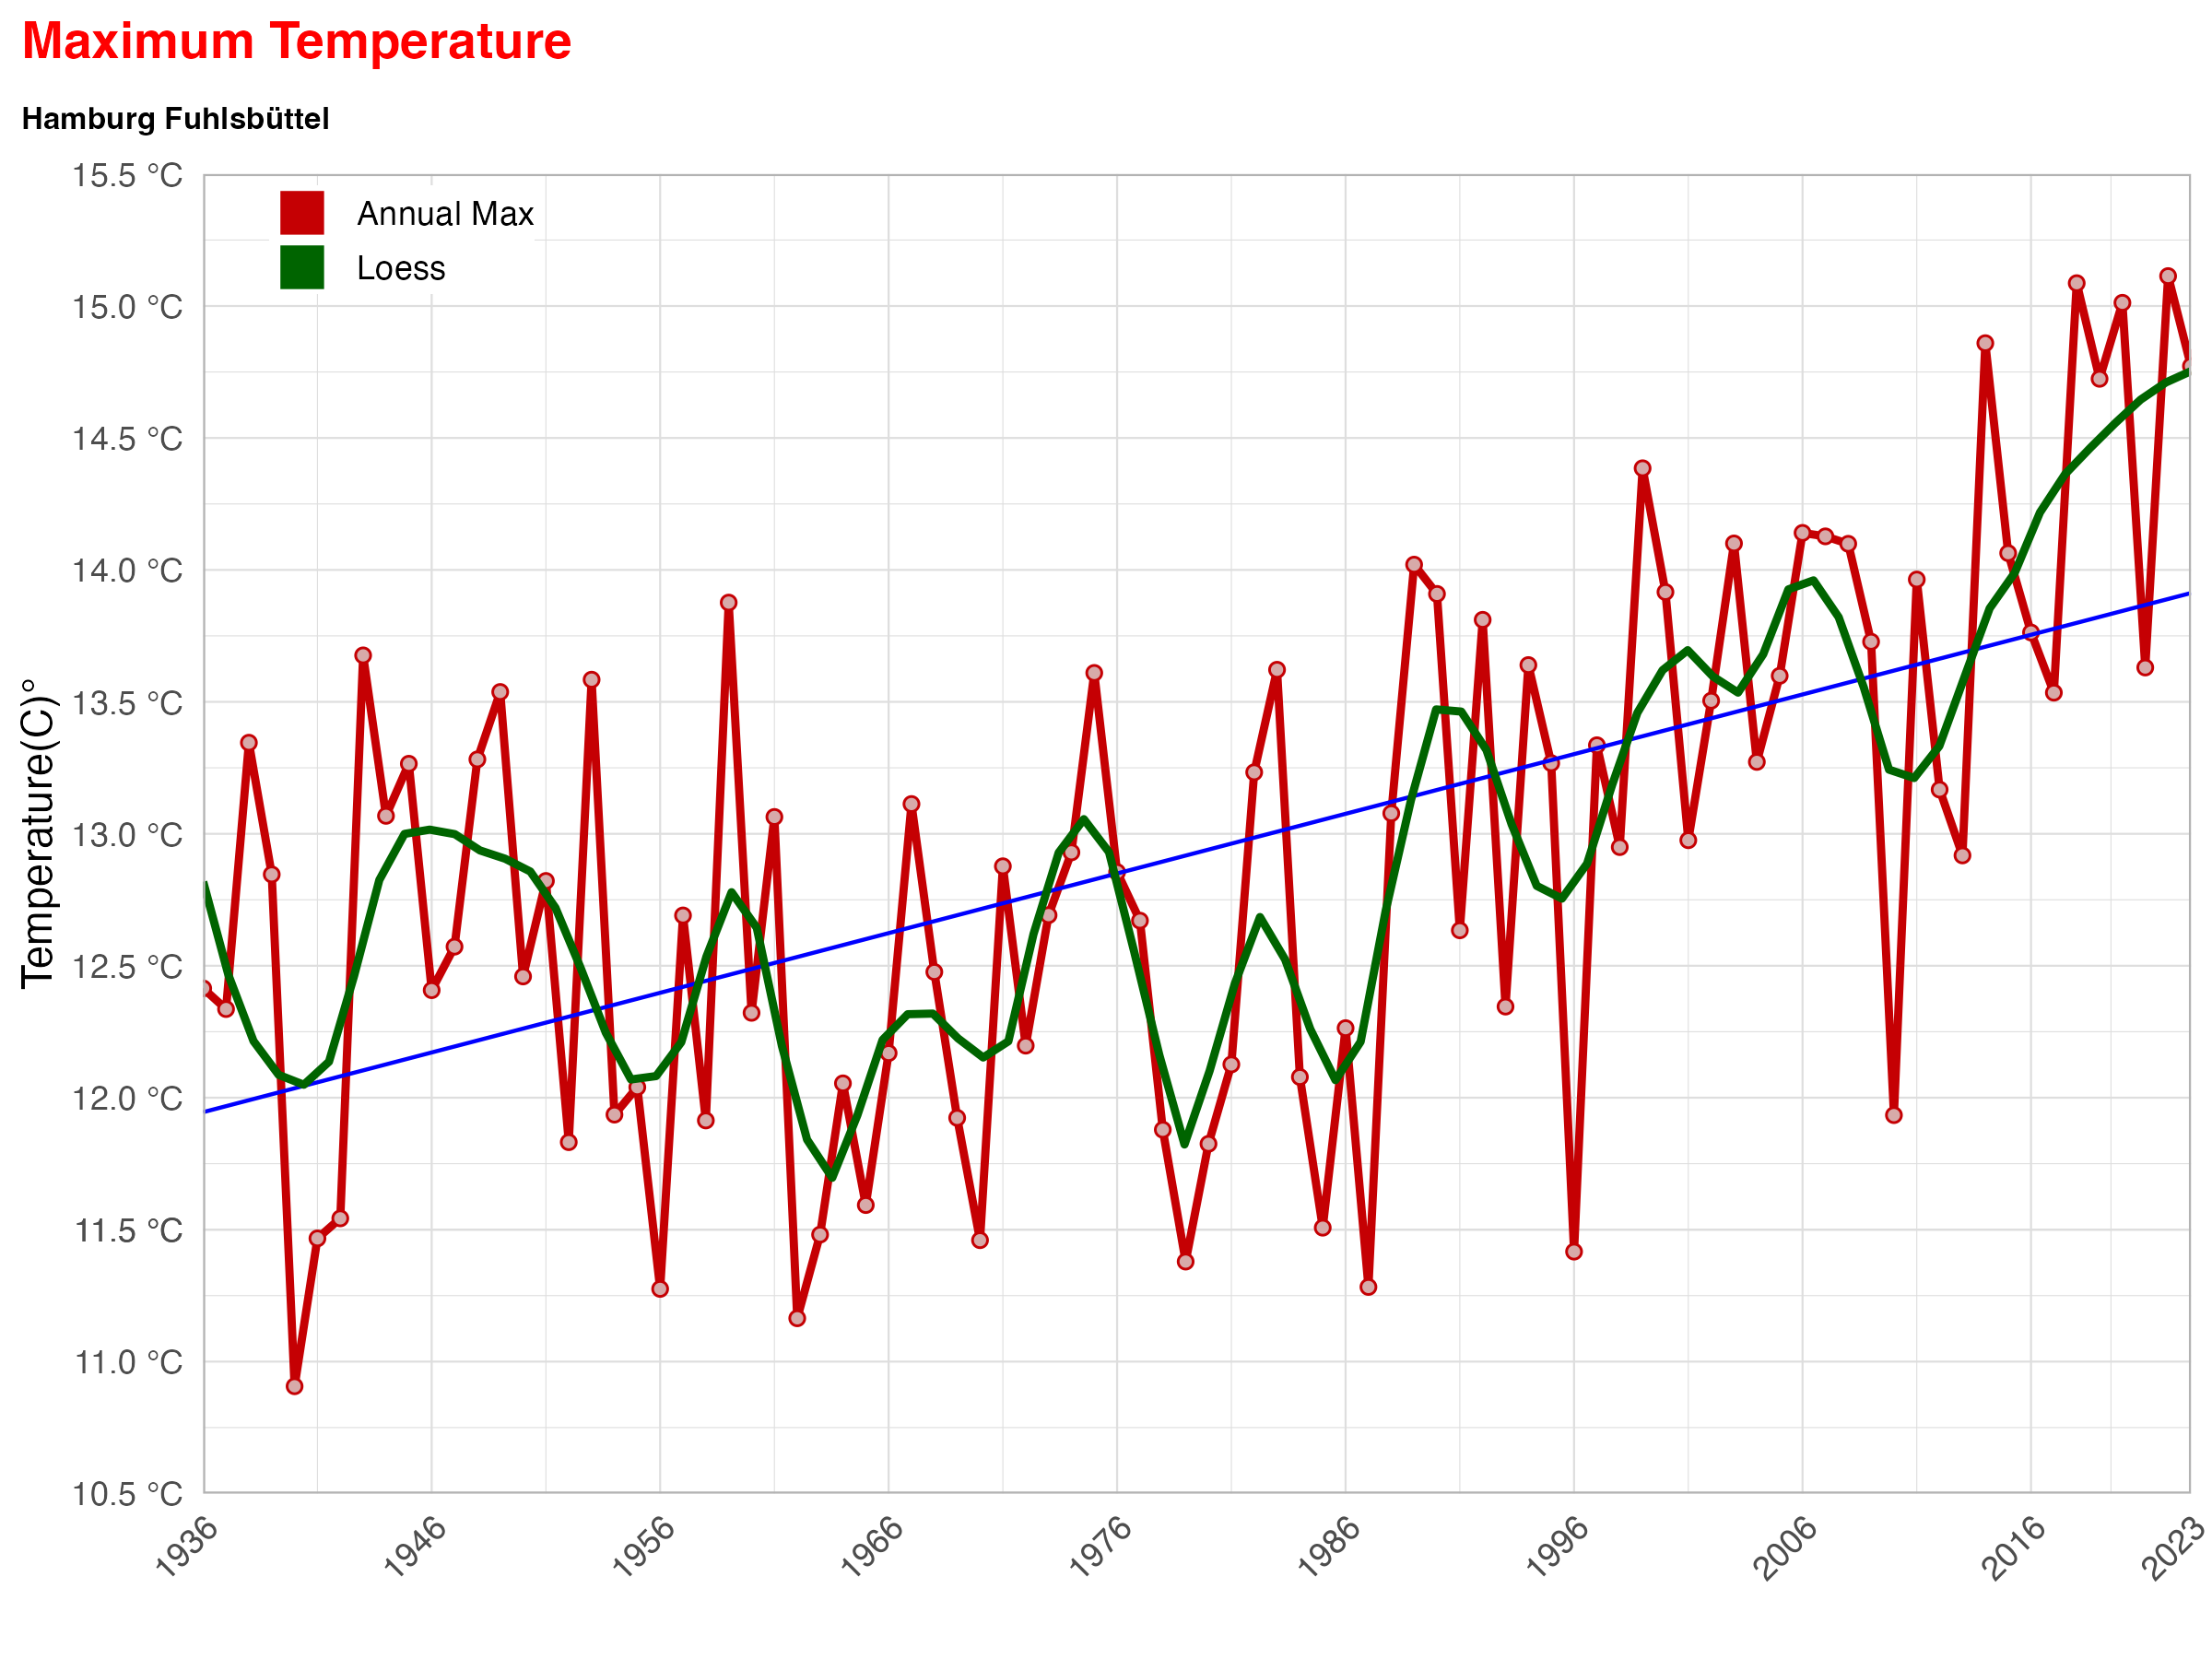 Maximum Temperature
Hamburg Fuhlsbüttel
Annual Max
Loess
Temperature(C)°
15.5 °C
15.0 °C
14.5 °C
14.0 °C
13.5 °C
13.0 °C
12.5 °C
12.0 °C
11.5 °C
11.0 °C
10.5 °C
1936
1946
1956
1966
1976
1986
1996
2006
2016
2023